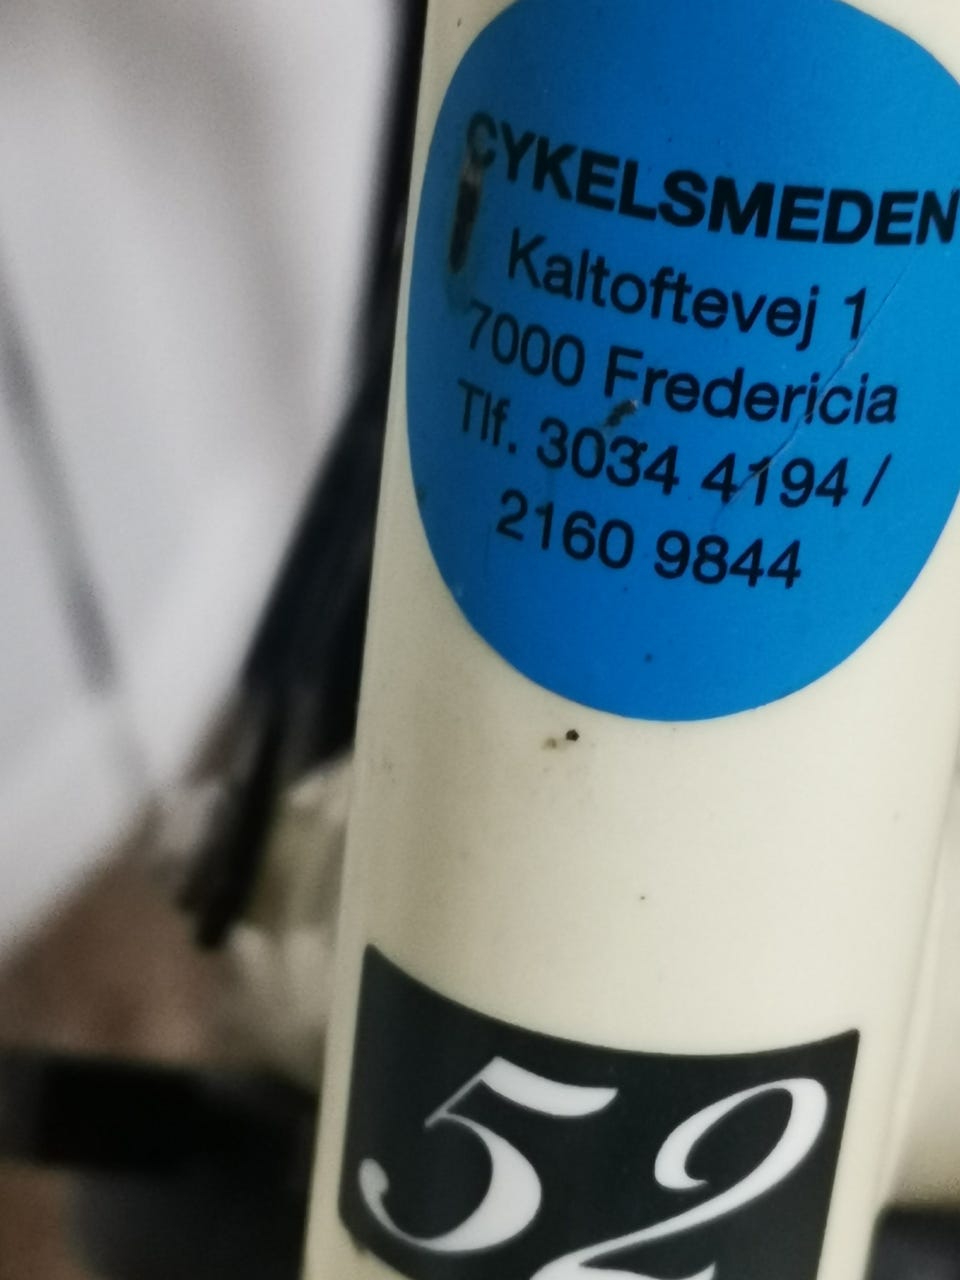 CYKELSMEDEN
Kaltoftevej 1
7000 Fredericia
Tlf. 3034 4194 /
2160 9844
52